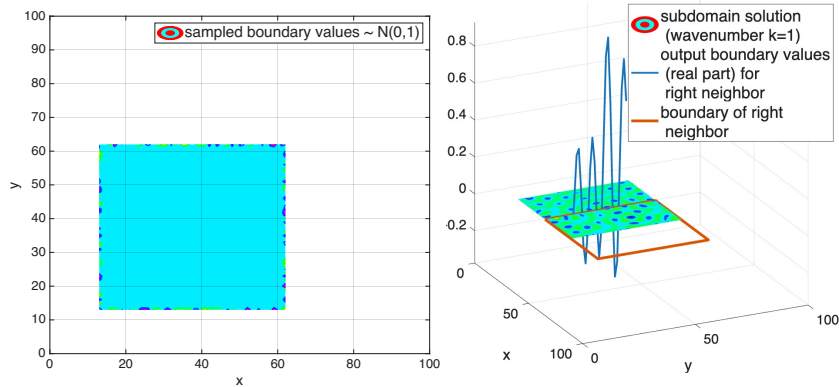 100
90
80
70
60
50
40
30
20
10
0
0 20 40 60 80 100
x
y
sampled boundary values ~ N(0,1)
0.8
0.6
0.4
0.2
0
0.2
0
50
100
x
0
50
100
y
subdomain solution
(wavenumber k=1)
output boundary values
(real part) for
right neighbor
boundary of right
neighbor